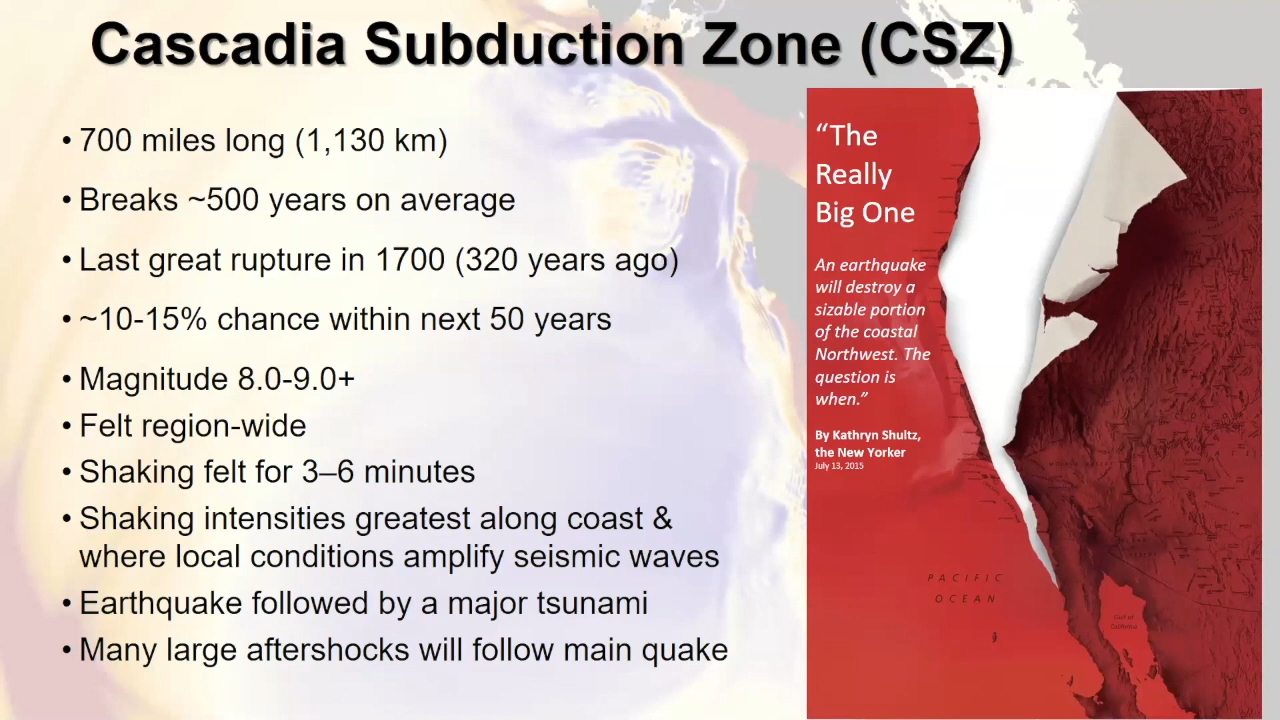 Cascadia Subduction Zone (CSZ)
• 700 miles long (1,130 km)
• Breaks ~500 years on average
• Last great rupture in 1700 (320 years ago)
• ~10-15% chance within next 50 years
• Magnitude 8.0-9.0+
• Felt region-wide
• Shaking felt for 3–6 minutes
• Shaking intensities greatest along coast &
where local conditions amplify seismic waves
• Earthquake followed by a major tsunami
• Many large aftershocks will follow main quake
“The
Really
Big One
An earthquake
will destroy a
sizable portion
of the coastal
Northwest. The
question is
when.”
By Kathryn Shultz,
the New Yorker
July 13, 2015
PACIFIC
OCEAN
Gulf of
California